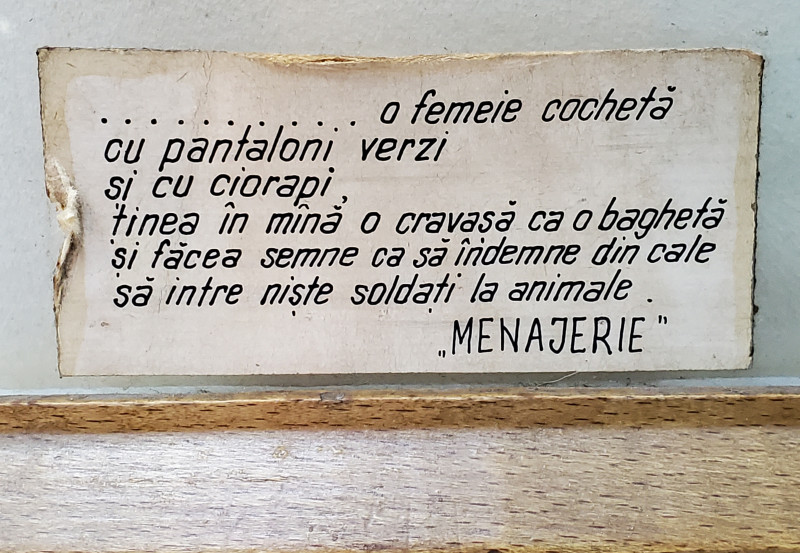 . . . . . . . . . . . . o femeie cochetă
cu pantaloni verzi
și cu ciorapi,
ținea în mînă o cravașă ca o baghetă
și făcea semne ca să îndemne din cale
să intre niște soldați la animale .
„MENAJERIE”